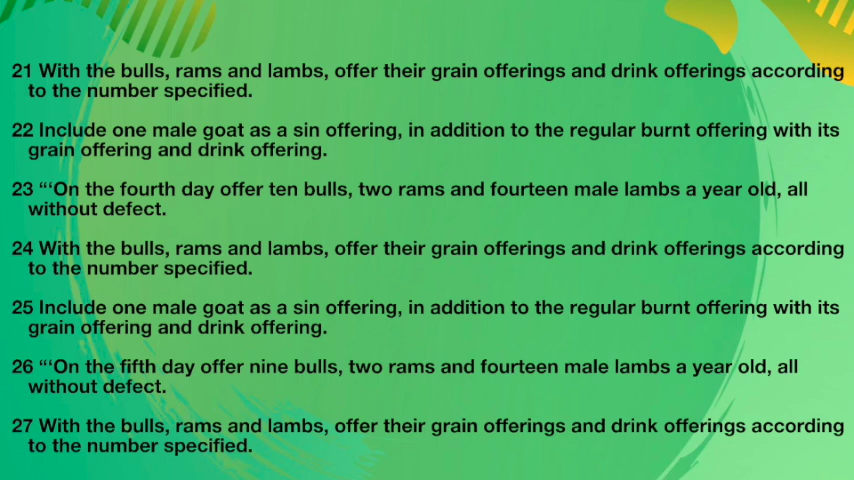 21 With the bulls, rams and lambs, offer their grain offerings and drink offerings according
to the number specified.
22 Include one male goat as a sin offering, in addition to the regular burnt offering with its
grain offering and drink offering.
23 “‘On the fourth day offer ten bulls, two rams and fourteen male lambs a year old, all
without defect.
24 With the bulls, rams and lambs, offer their grain offerings and drink offerings according
to the number specified.
25 Include one male goat as a sin offering, in addition to the regular burnt offering with its
grain offering and drink offering.
26 “‘On the fifth day offer nine bulls, two rams and fourteen male lambs a year old, all
without defect.
27 With the bulls, rams and lambs, offer their grain offerings and drink offerings according
to the number specified.